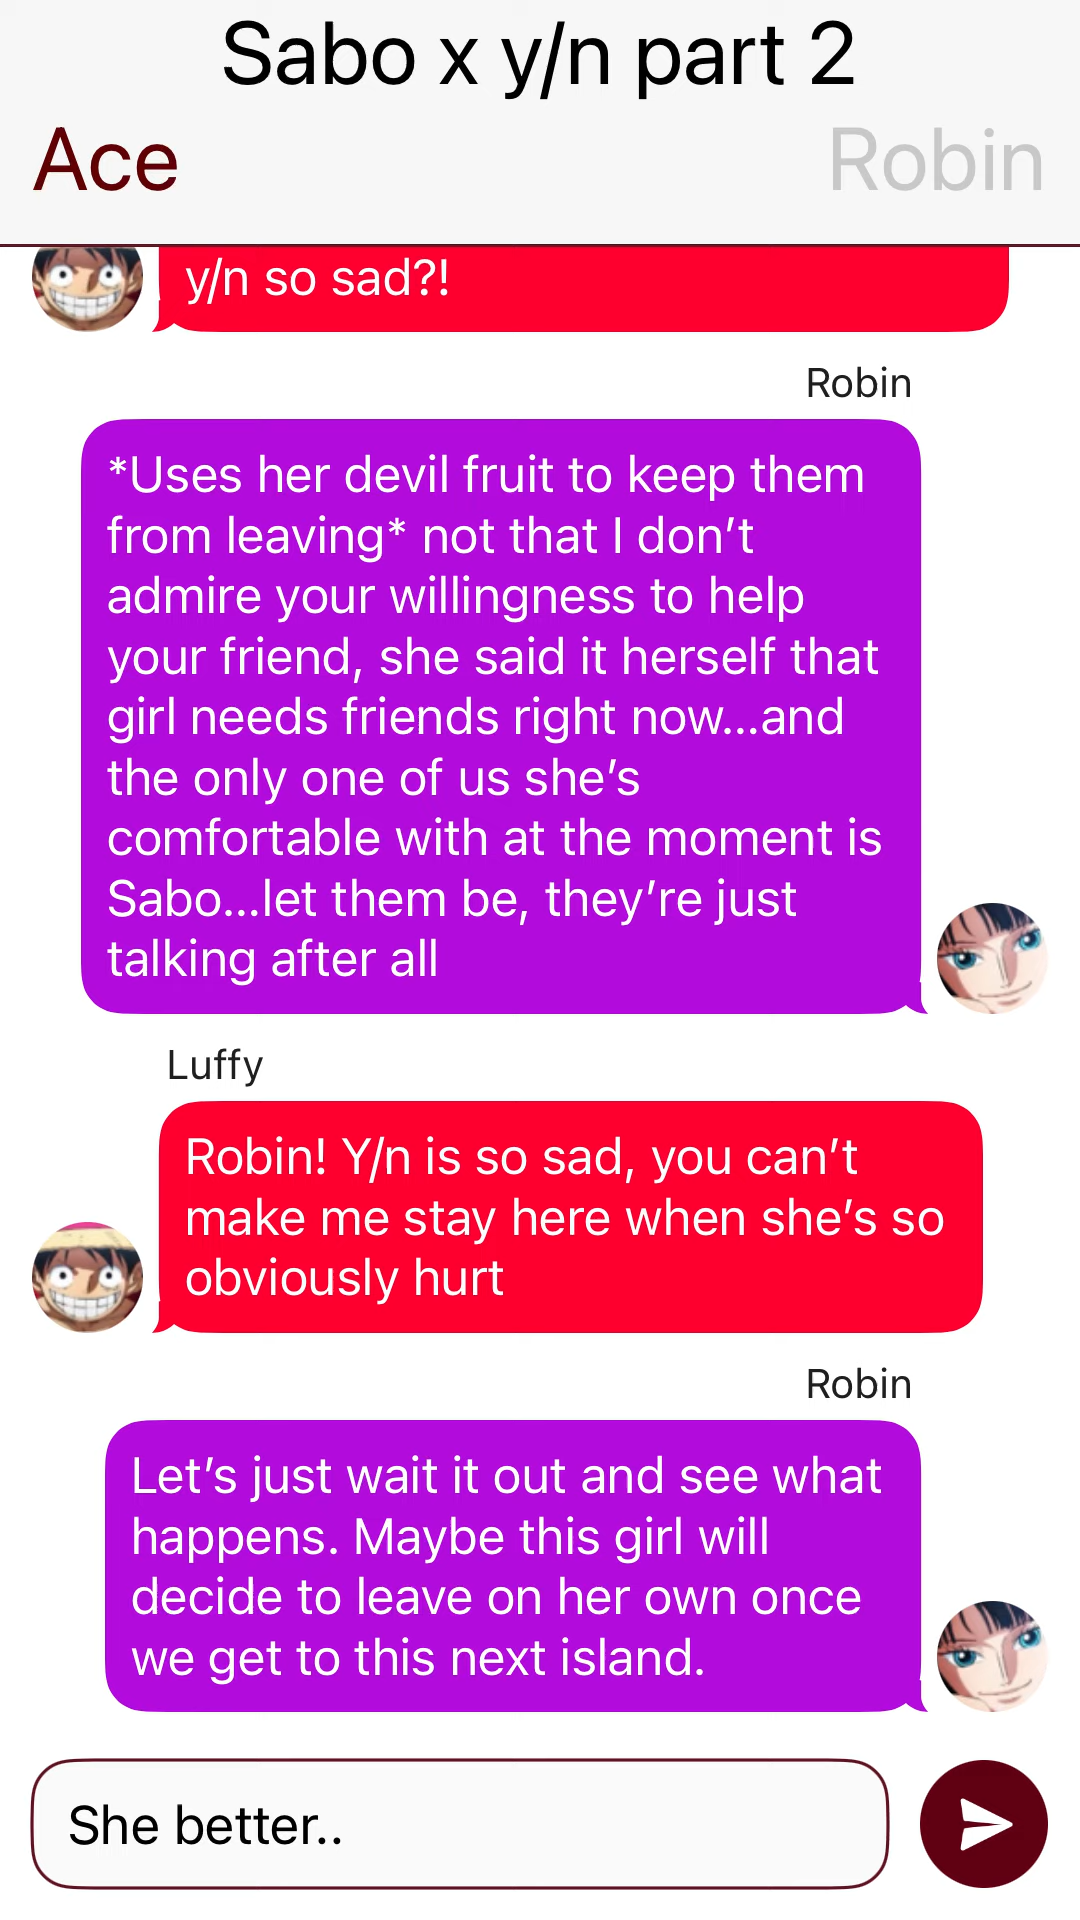 Sabo x y/n part 2
Ace
Robin
y/n so sad?!
Robin
*Uses her devil fruit to keep them
from leaving* not that I don’t
admire your willingness to help
your friend, she said it herself that
girl needs friends right now...and
the only one of us she’s
comfortable with at the moment is
Sabo...let them be, they’re just
talking after all
Luffy
Robin! Y/n is so sad, you can’t
make me stay here when she’s so
obviously hurt
Robin
Let’s just wait it out and see what
happens. Maybe this girl will
decide to leave on her own once
we get to this next island.
She better..